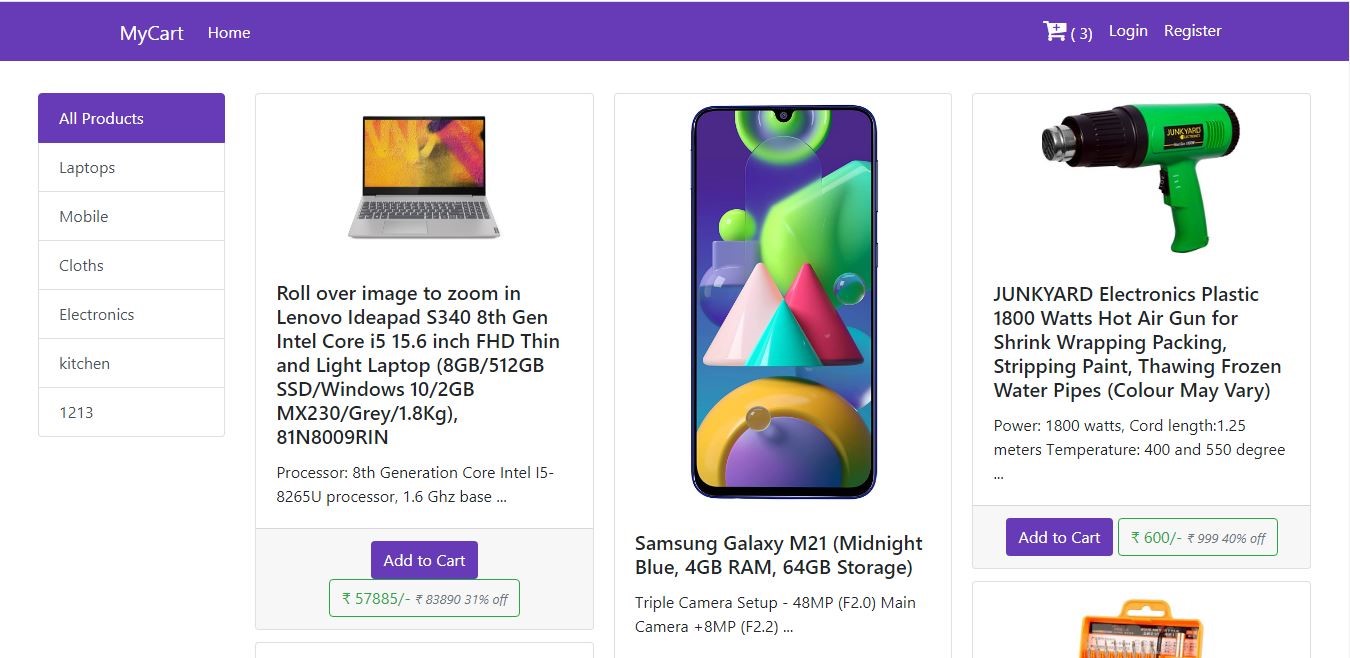 MyCart Home ( 3) Login Register
All Products
Laptops
Mobile
Cloths
Electronics
kitchen
1213
Roll over image to zoom in
Lenovo Ideapad S340 8th Gen
Intel Core i5 15.6 inch FHD Thin
and Light Laptop (8GB/512GB
SSD/Windows 10/2GB
MX230/Grey/1.8Kg),
81N8009RIN
Processor: 8th Generation Core Intel I5-
8265U processor, 1.6 Ghz base ...
Add to Cart
₹ 57885/- ₹ 83890 31% off
Samsung Galaxy M21 (Midnight
Blue, 4GB RAM, 64GB Storage)
Triple Camera Setup - 48MP (F2.0) Main
Camera +8MP (F2.2) ...
JUNKYARD
JUNKYARD Electronics Plastic
1800 Watts Hot Air Gun for
Shrink Wrapping Packing,
Stripping Paint, Thawing Frozen
Water Pipes (Colour May Vary)
Power: 1800 watts, Cord length:1.25
meters Temperature: 400 and 550 degree
...
Add to Cart ₹ 600/- ₹ 999 40% off